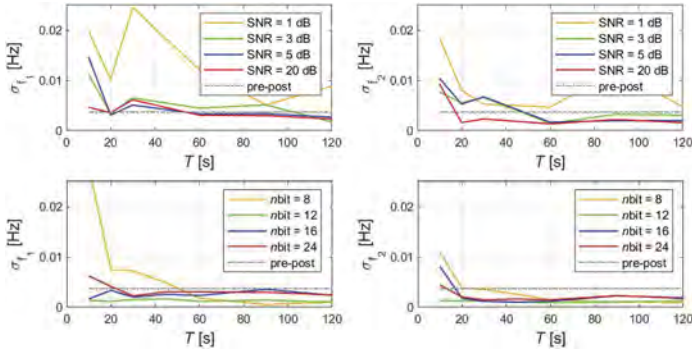 0.02
0.01
0
σf1 [Hz]
SNR = 1 dB
SNR = 3 dB
SNR = 5 dB
SNR = 20 dB
pre-post
0 20 40 60 80 100 120
T [s]
0.02
0.01
0
σf2 [Hz]
SNR = 1 dB
SNR = 3 dB
SNR = 5 dB
SNR = 20 dB
pre-post
0 20 40 60 80 100 120
T [s]
0.02
0.01
0
σf1 [Hz]
nbit = 8
nbit = 12
nbit = 16
nbit = 24
pre-post
0 20 40 60 80 100 120
T [s]
0.02
0.01
0
σf2 [Hz]
nbit = 8
nbit = 12
nbit = 16
nbit = 24
pre-post
0 20 40 60 80 100 120
T [s]